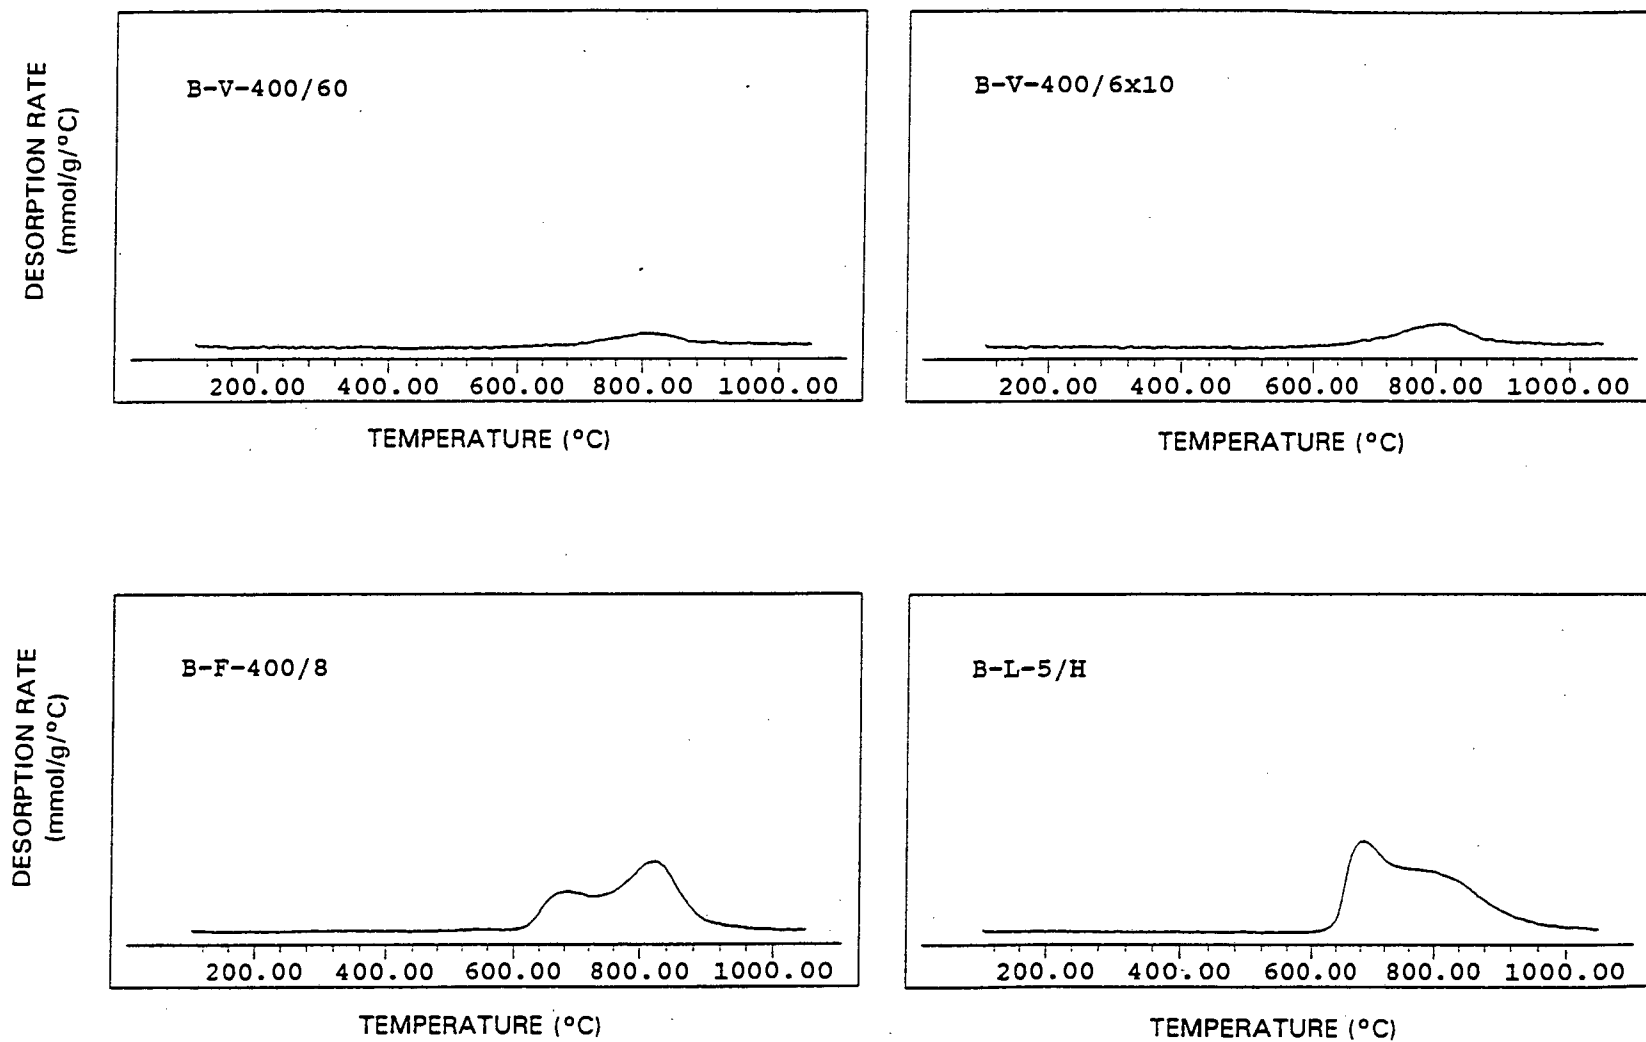 DESORPTION RATE
(mmol/g/°C)
B-V-400/60
200.00 400.00 600.00 800.00 1000.00
TEMPERATURE (°C)
B-V-400/6x10
200.00 400.00 600.00 800.00 1000.00
TEMPERATURE (°C)
DESORPTION RATE
(mmol/g/°C)
B-F-400/8
200.00 400.00 600.00 800.00 1000.00
TEMPERATURE (°C)
B-L-5/H
200.00 400.00 600.00 800.00 1000.00
TEMPERATURE (°C)